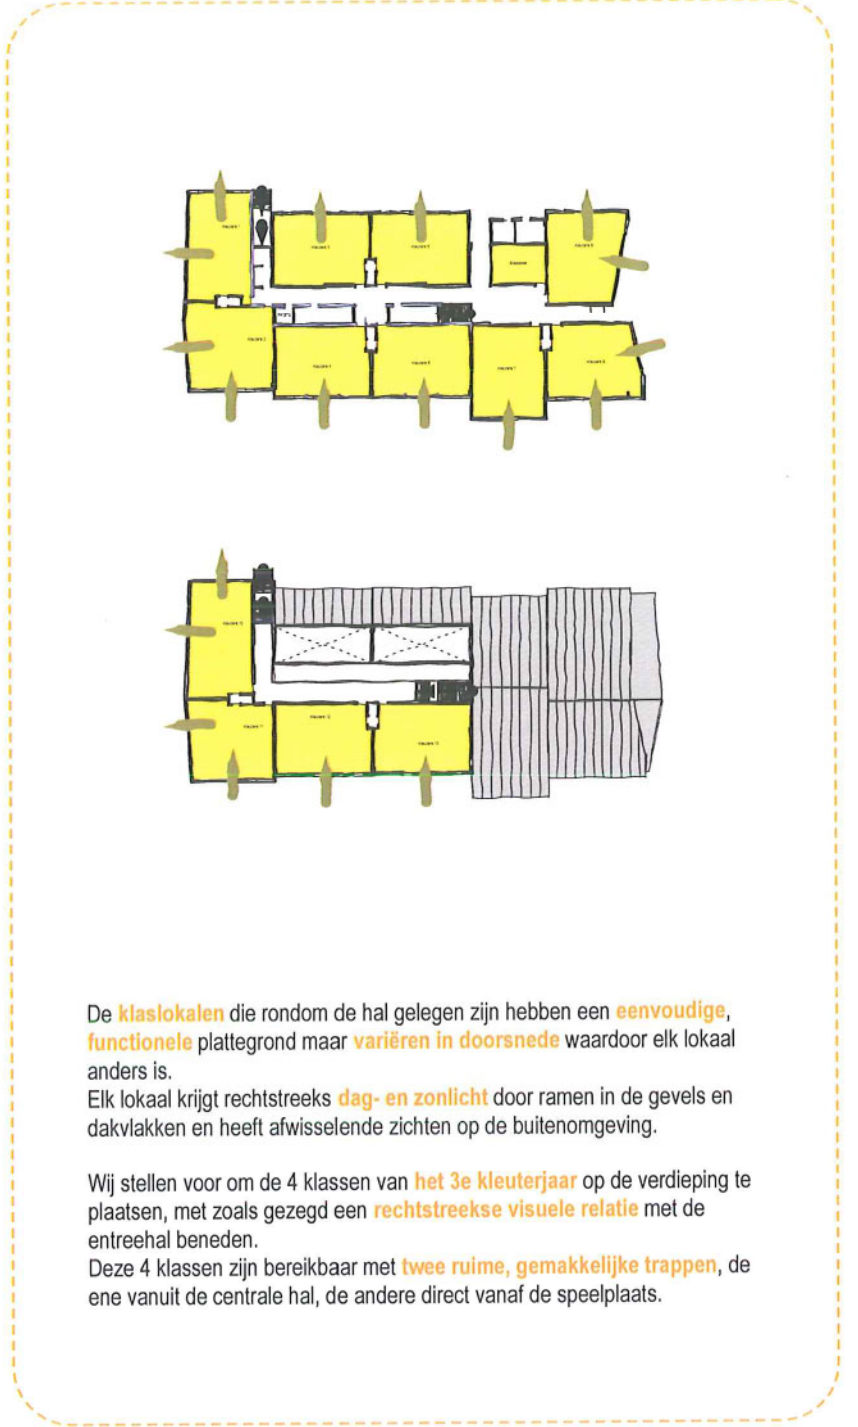 De klaslokalen die rondom de hal gelegen zijn hebben een eenvoudige,
functionele plattegrond maar variëren in doorsnede waardoor elk lokaal
anders is.
Elk lokaal krijgt rechtstreeks dag- en zonlicht door ramen in de gevels en
dakvlakken en heeft afwisselende zichten op de buitenomgeving.
Wij stellen voor om de 4 klassen van het 3e kleuterjaar op de verdieping te
plaatsen, met zoals gezegd een rechtstreekse visuele relatie met de
entreehal beneden.
Deze 4 klassen zijn bereikbaar met twee ruime, gemakkelijke trappen, de
ene vanuit de centrale hal, de andere direct vanaf de speelplaats.